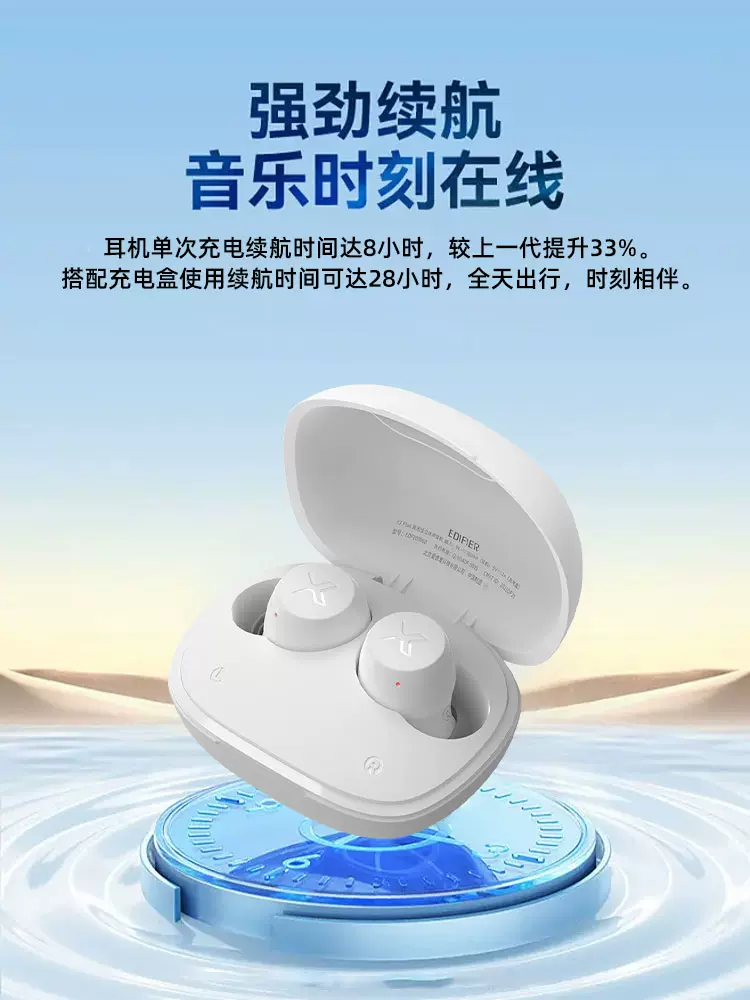 强劲续航
音乐时刻在线
耳机单次充电续航时间达8小时，较上一代提升33%。
搭配充电盒使用续航时间可达28小时，全天出行，时刻相伴。
EDIFIER
L
R